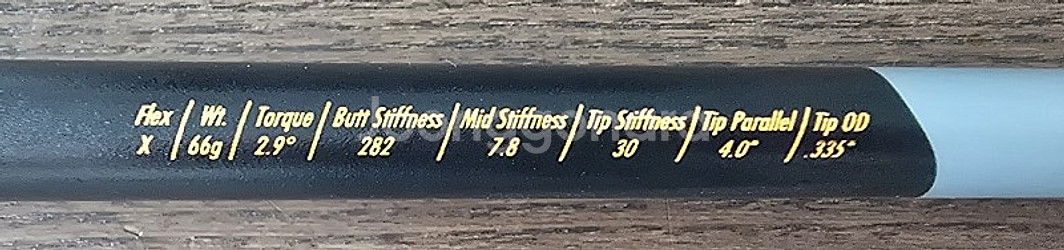 Flex / Wt. / Torque / Butt Stiffness / Mid Stiffness / Tip Stiffness / Tip Parallel / Tip OD
X / 66g / 2.9° / 282 / 7.8 / 30 / 4.0" / .335"